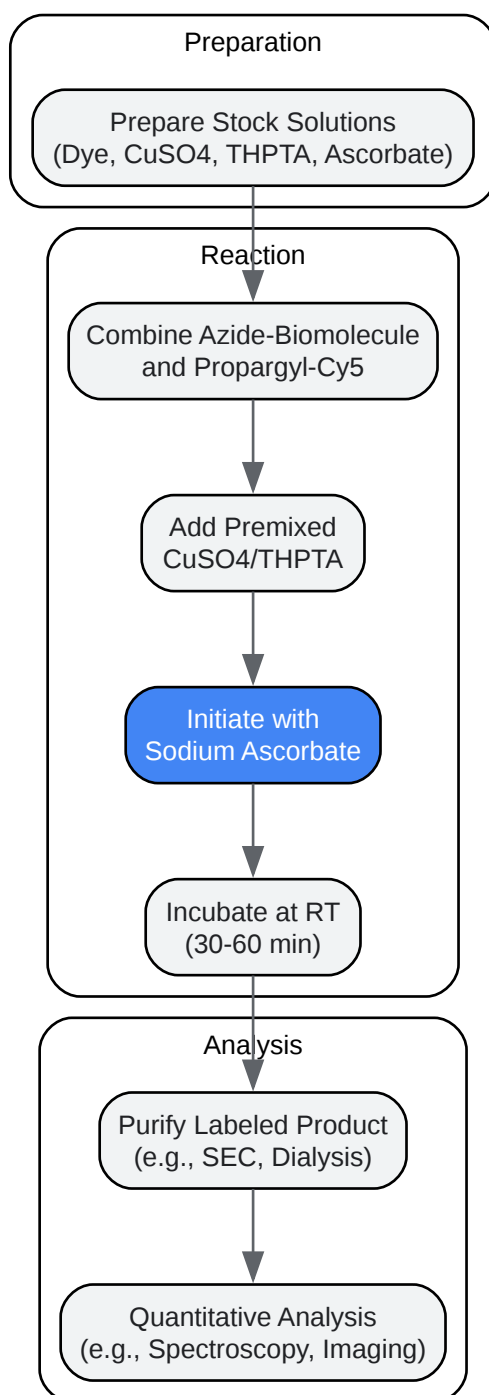 Preparation
Prepare Stock Solutions
(Dye, CuSO4, THPTA, Ascorbate)
Reaction
Combine Azide-Biomolecule
and Propargyl-Cy5
Add Premixed
CuSO4/THPTA
Initiate with
Sodium Ascorbate
Incubate at RT
(30-60 min)
Analysis
Purify Labeled Product
(e.g., SEC, Dialysis)
Quantitative Analysis
(e.g., Spectroscopy, Imaging)